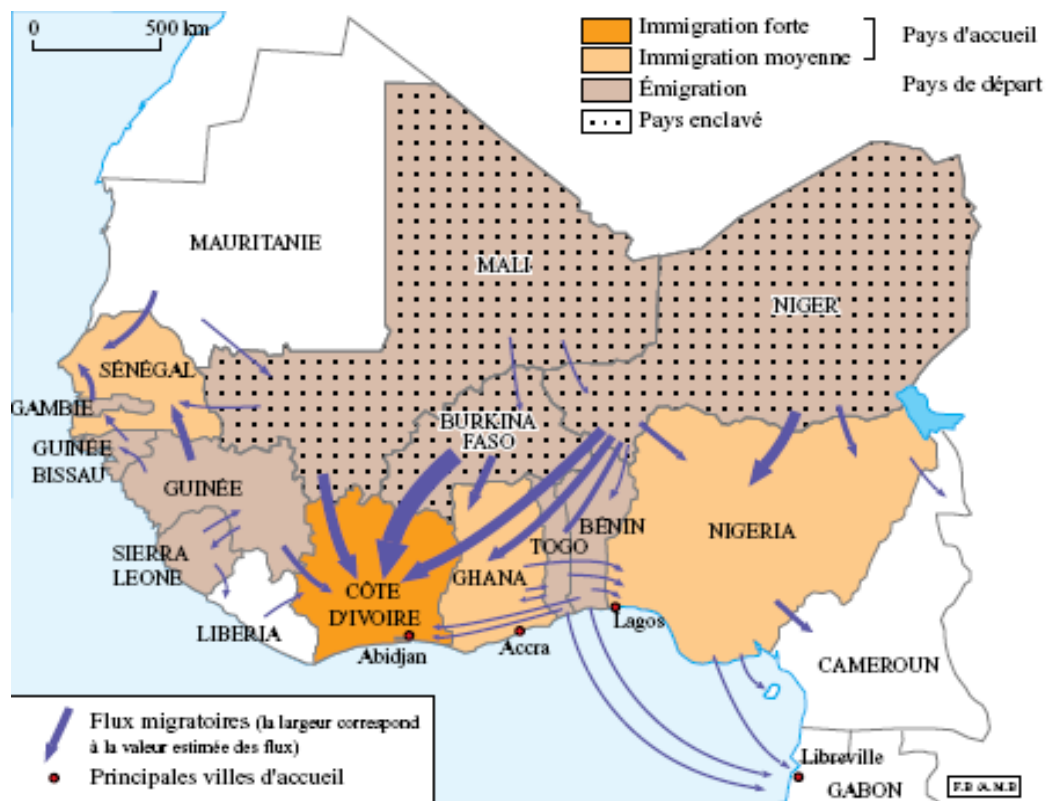 0 500 km
Immigration forte
Immigration moyenne
Pays d'accueil
Émigration
Pays de départ
Pays enclavé
MAURITANIE
MALI
NIGER
SÉNÉGAL
GAMBIE
GUINÉE
BISSAU
BURKINA
FASO
GUINÉE
SIERRA
LEONE
LIBERIA
CÔTE
D'IVOIRE
GHANA
TOGO
BÉNIN
NIGERIA
Abidjan
Accra
Lagos
CAMEROUN
Libreville
GABON
Flux migratoires (la largeur correspond
à la valeur estimée des flux)
Principales villes d'accueil
F.B & M.B